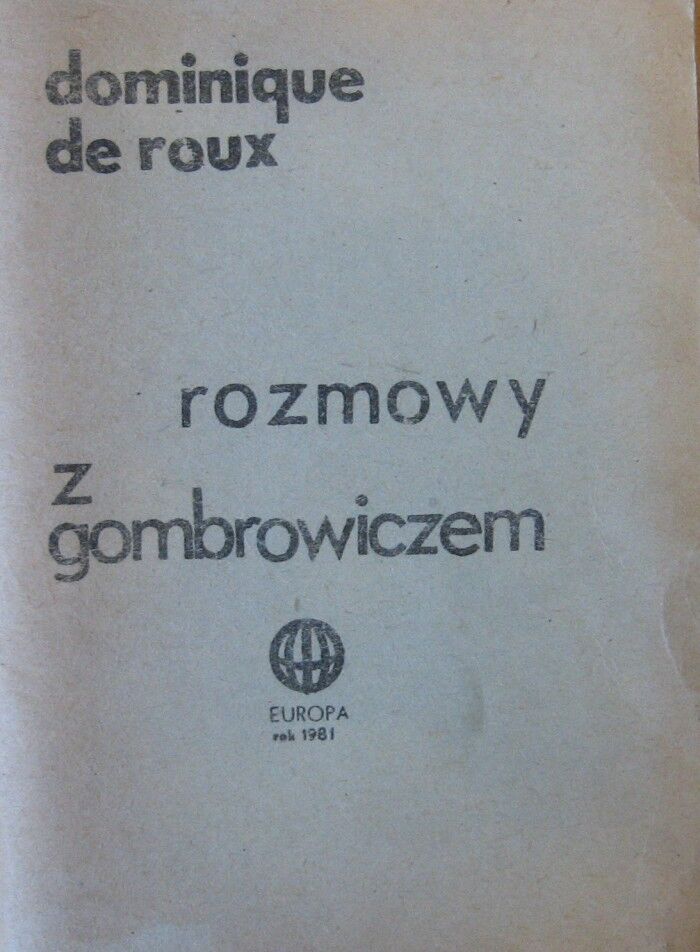 dominique
de roux
rozmowy
z
gombrowiczem
EUROPA
rok 1981